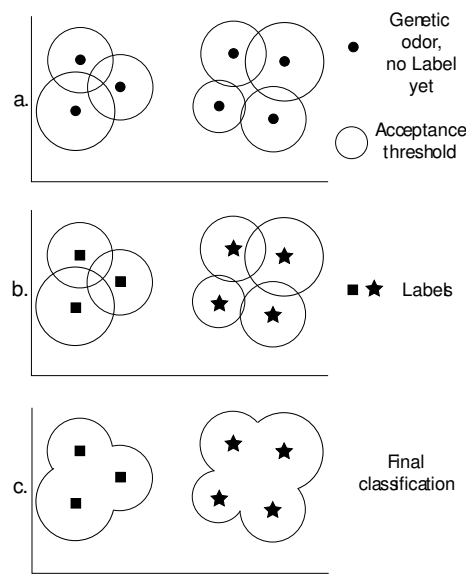 Genetic
odor,
no Label
yet
a.
Acceptance
threshold
b.
Labels
c.
Final
classification